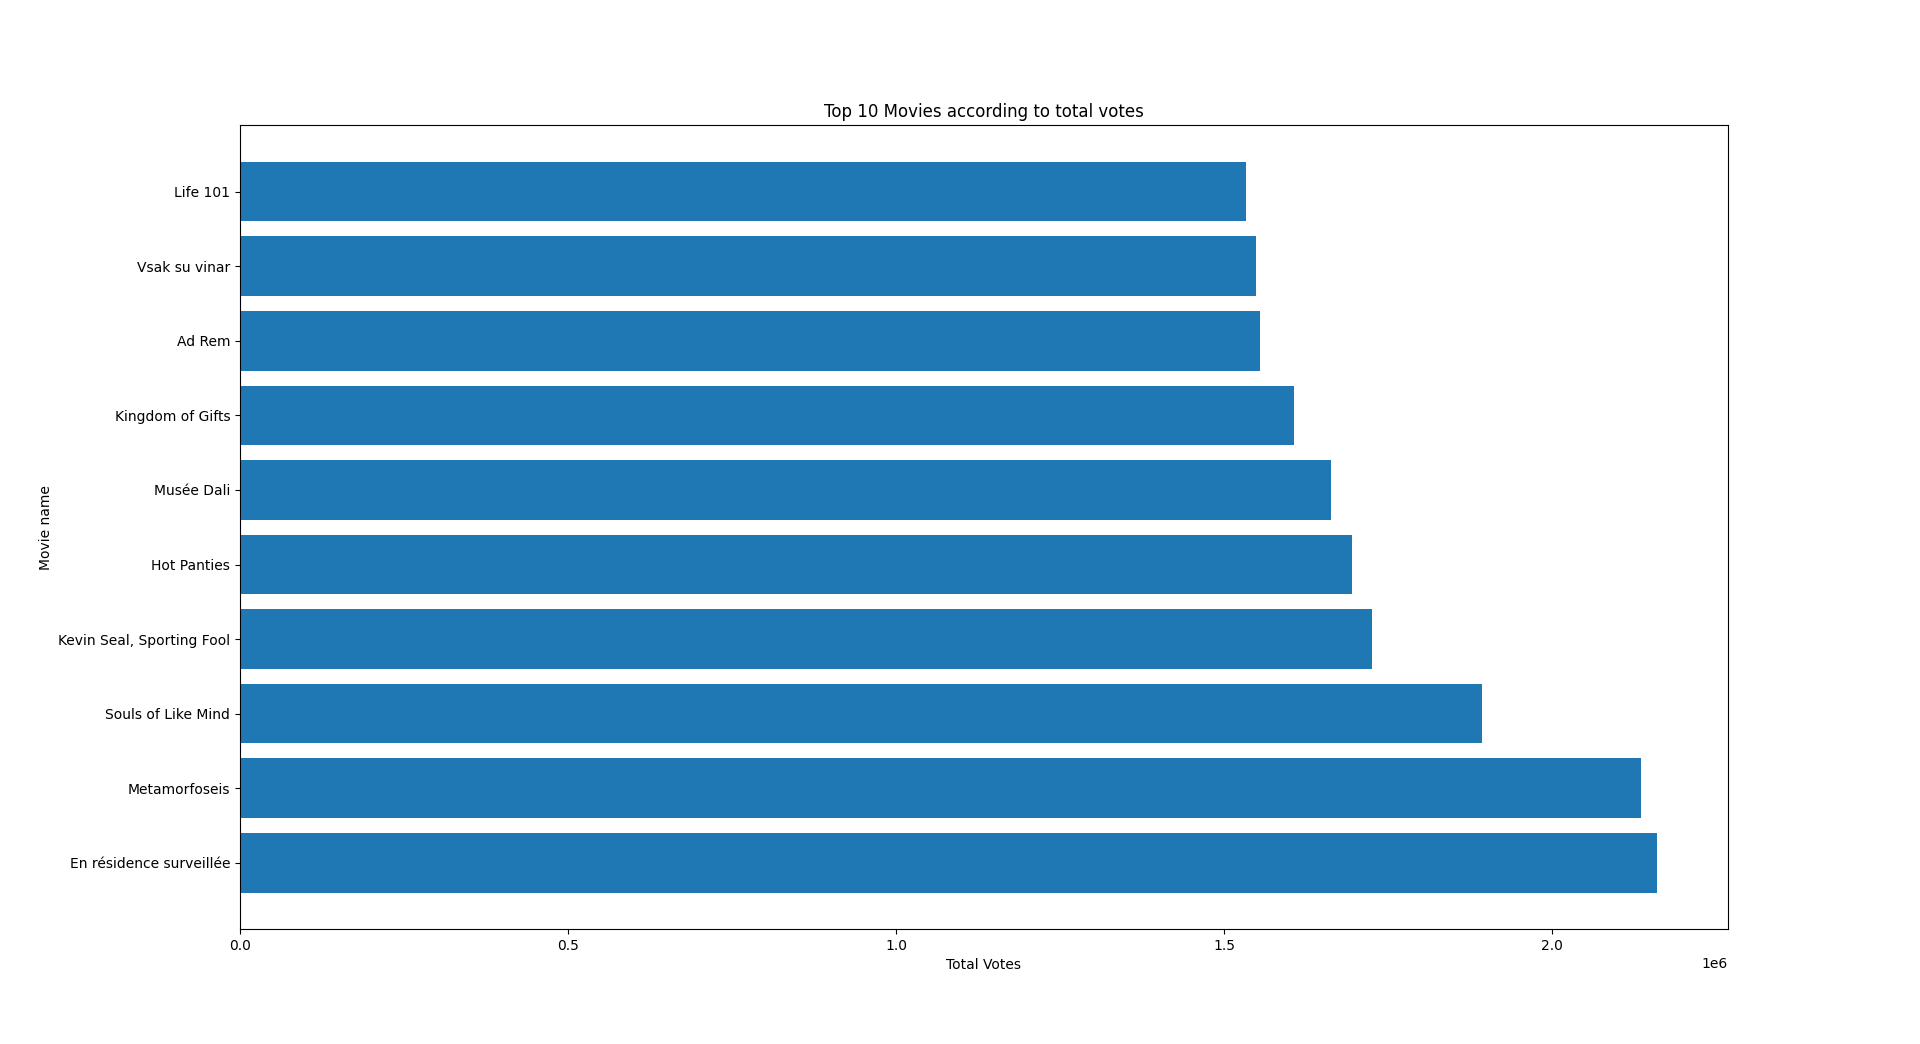 Top 10 Movies according to total votes
Life 101
Vsak su vinar
Ad Rem
Kingdom of Gifts
Musée Dali
Hot Panties
Kevin Seal, Sporting Fool
Souls of Like Mind
Metamorfoseis
En résidence surveillée
Movie name
0.0 0.5 1.0 1.5 2.0
Total Votes
1e6